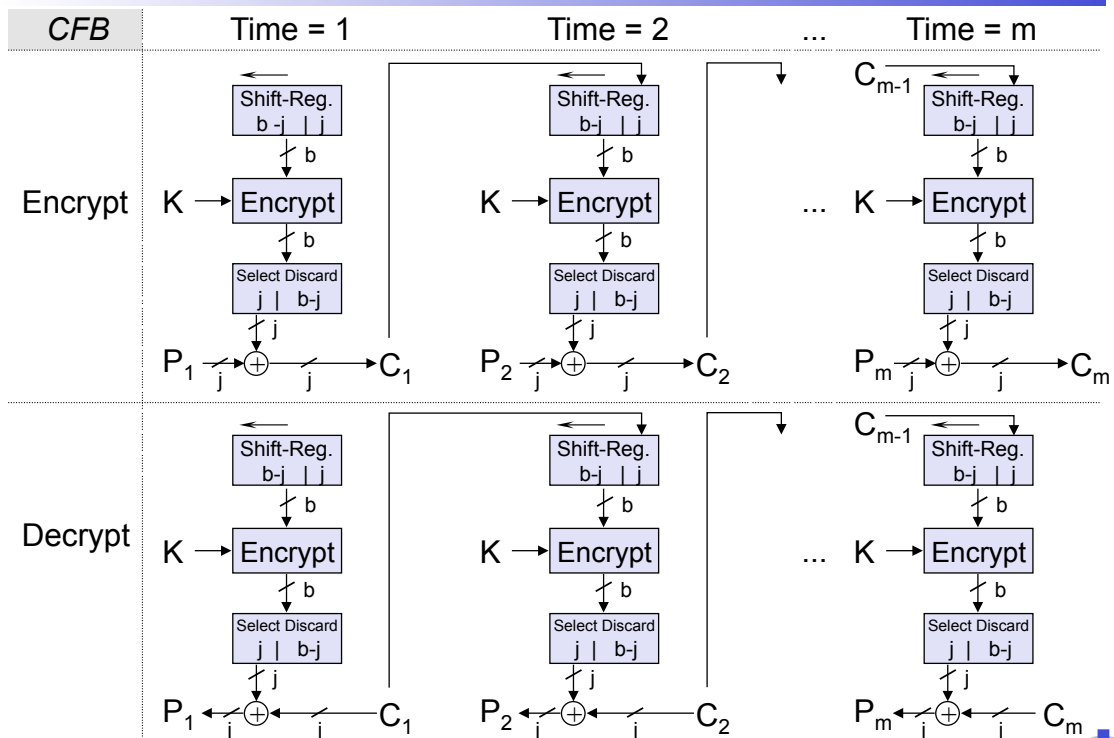 CFB Time = 1 Time = 2 ... Time = m
Encrypt
Shift-Reg.
b -j | j
b
K Encrypt
b
Select Discard
j | b-j
j
P1 j + j C1
Shift-Reg.
b-j | j
b
K Encrypt
b
Select Discard
j | b-j
j
P2 j + j C2
...
Cm-1
Shift-Reg.
b-j | j
b
K Encrypt
b
Select Discard
j | b-j
j
Pm j + j Cm
Decrypt
Shift-Reg.
b-j | j
b
K Encrypt
b
Select Discard
j | b-j
j
P1 j + j C1
Shift-Reg.
b-j | j
b
K Encrypt
b
Select Discard
j | b-j
j
P2 j + j C2
...
Cm-1
Shift-Reg.
b-j | j
b
K Encrypt
b
Select Discard
j | b-j
j
Pm j + j Cm